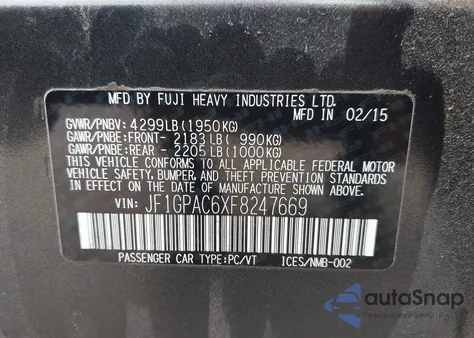 MFD BY FUJI HEAVY INDUSTRIES LTD.
MFD IN 02/15
GVWR/PNBV: 4299LB(1950KG)
GAWR/PNBE:FRONT- 2183LB( 990KG)
GAWR/PNBE:REAR - 2205LB(1000KG)
THIS VEHICLE CONFORMS TO ALL APPLICABLE FEDERAL MOTOR
VEHICLE SAFETY, BUMPER, AND THEFT PREVENTION STANDARDS
IN EFFECT ON THE DATE OF MANUFACTURE SHOWN ABOVE.
VIN: JF1GPAC6XF8247669
PASSENGER CAR TYPE:PC/VT ICES/NMB-002
autoSnap